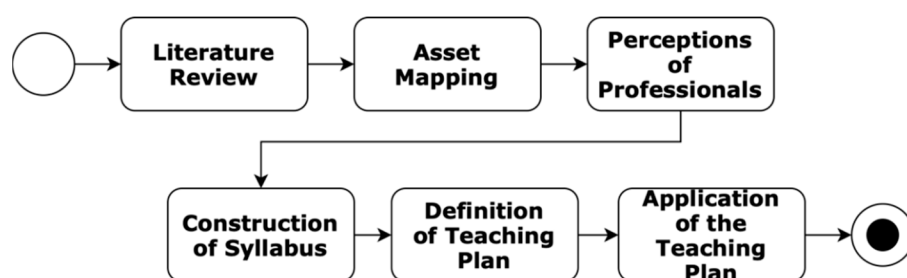 Literature
Review
Asset
Mapping
Perceptions
of
Professionals
Construction
of Syllabus
Definition
of Teaching
Plan
Application
of the
Teaching
Plan